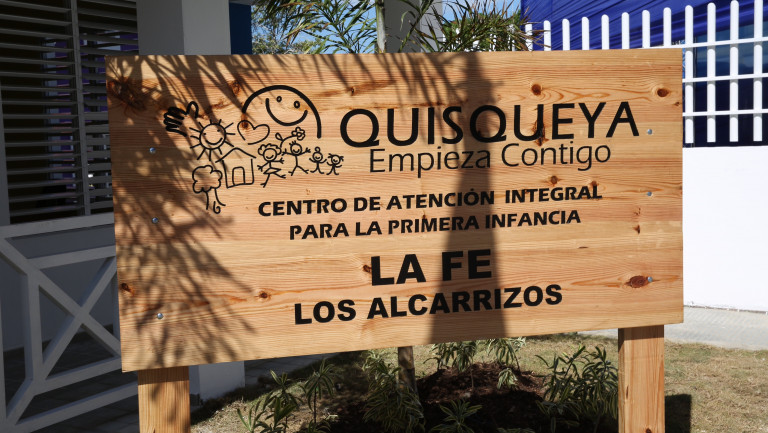 QUISQUEYA
Empieza Contigo
CENTRO DE ATENCIÓN INTEGRAL
PARA LA PRIMERA INFANCIA
LA FE
LOS ALCARRIZOS